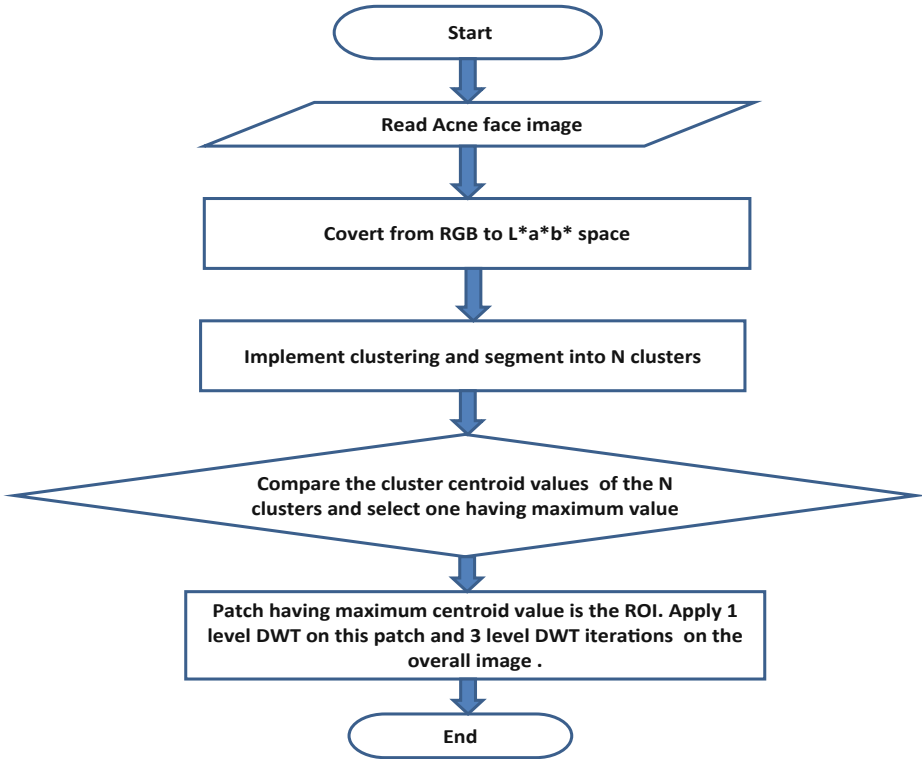 Start
Read Acne face image
Covert from RGB to L*a*b* space
Implement clustering and segment into N clusters
Compare the cluster centroid values of the N
clusters and select one having maximum value
Patch having maximum centroid value is the ROI. Apply 1
level DWT on this patch and 3 level DWT iterations on the
overall image .
End